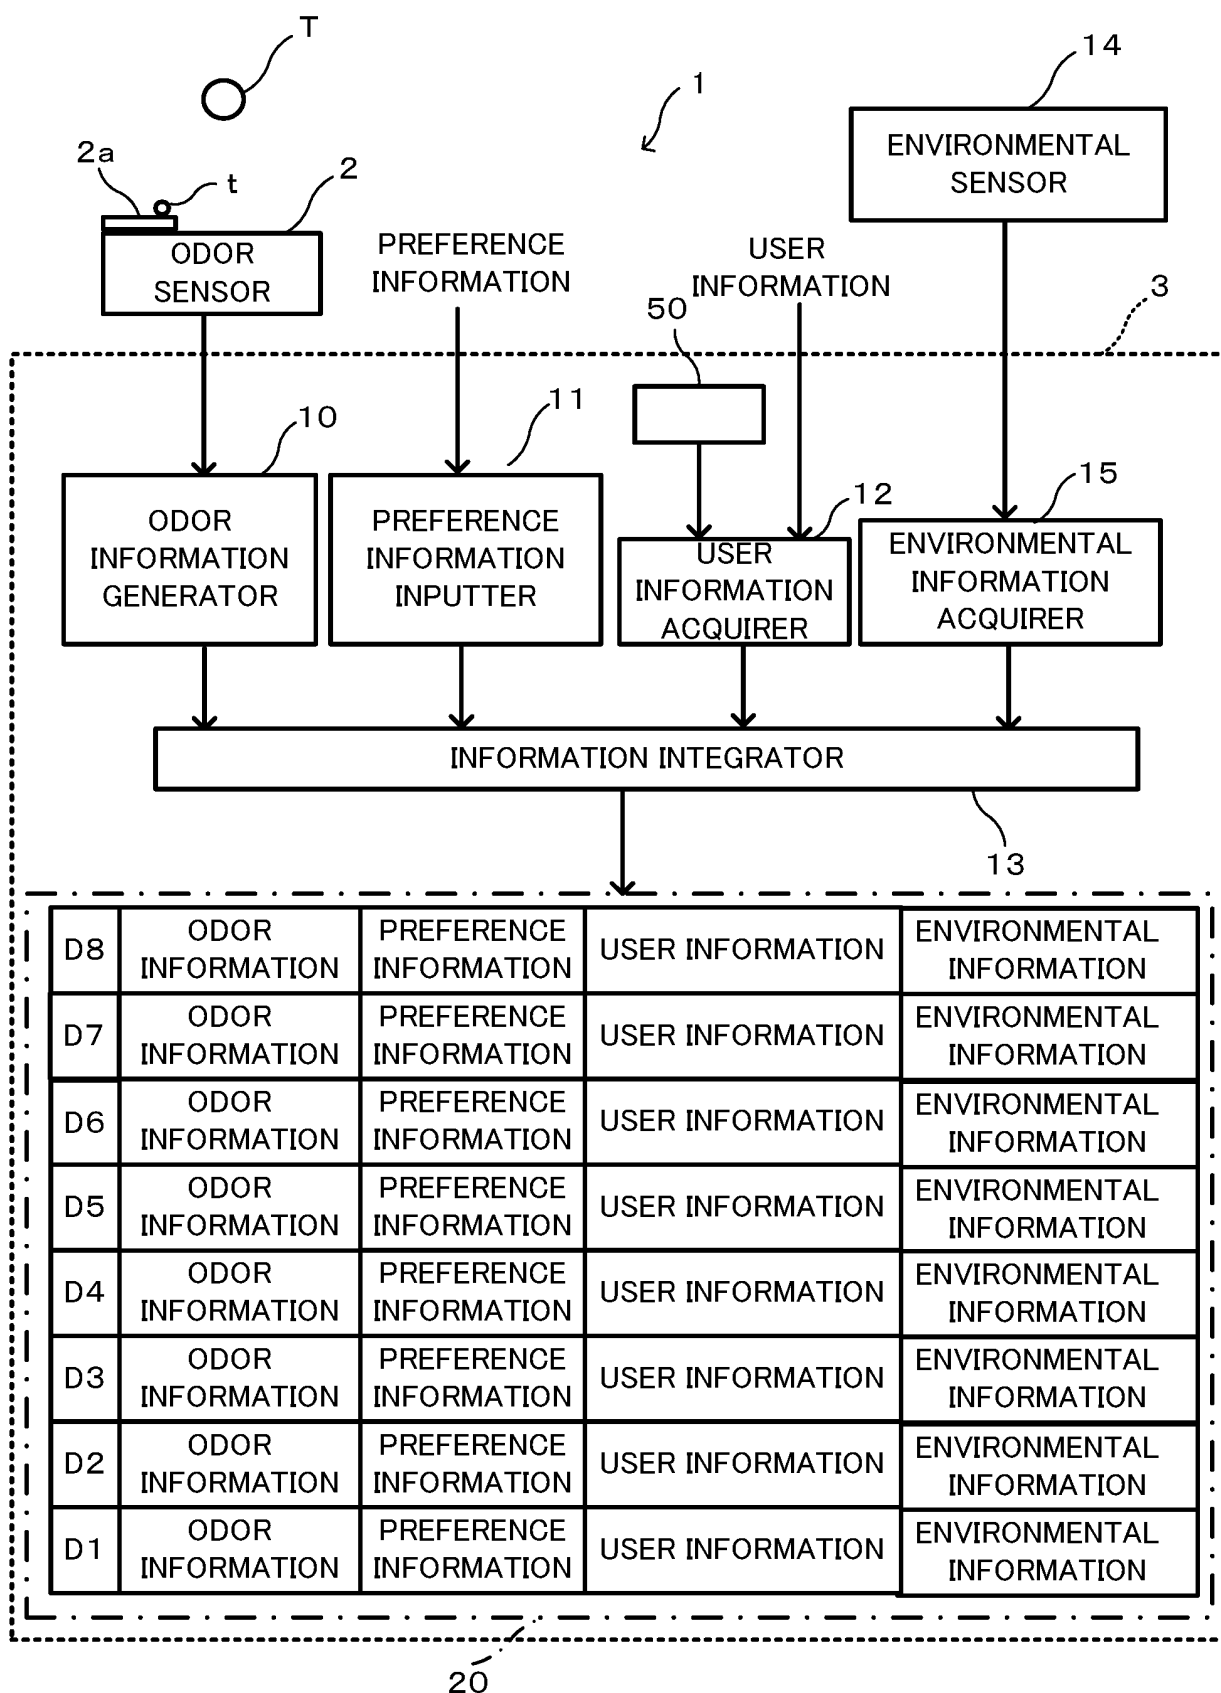 T
14
1
ENVIRONMENTAL
SENSOR
2a
2
t
ODOR
SENSOR
PREFERENCE
INFORMATION
USER
INFORMATION
50
3
10
11
12
15
ODOR
INFORMATION
GENERATOR
PREFERENCE
INFORMATION
INPUTTER
USER
INFORMATION
ACQUIRER
ENVIRONMENTAL
INFORMATION
ACQUIRER
INFORMATION INTEGRATOR
13
D8
ODOR
INFORMATION
PREFERENCE
INFORMATION
USER INFORMATION
ENVIRONMENTAL
INFORMATION
D7
ODOR
INFORMATION
PREFERENCE
INFORMATION
USER INFORMATION
ENVIRONMENTAL
INFORMATION
D6
ODOR
INFORMATION
PREFERENCE
INFORMATION
USER INFORMATION
ENVIRONMENTAL
INFORMATION
D5
ODOR
INFORMATION
PREFERENCE
INFORMATION
USER INFORMATION
ENVIRONMENTAL
INFORMATION
D4
ODOR
INFORMATION
PREFERENCE
INFORMATION
USER INFORMATION
ENVIRONMENTAL
INFORMATION
D3
ODOR
INFORMATION
PREFERENCE
INFORMATION
USER INFORMATION
ENVIRONMENTAL
INFORMATION
D2
ODOR
INFORMATION
PREFERENCE
INFORMATION
USER INFORMATION
ENVIRONMENTAL
INFORMATION
D1
ODOR
INFORMATION
PREFERENCE
INFORMATION
USER INFORMATION
ENVIRONMENTAL
INFORMATION
20